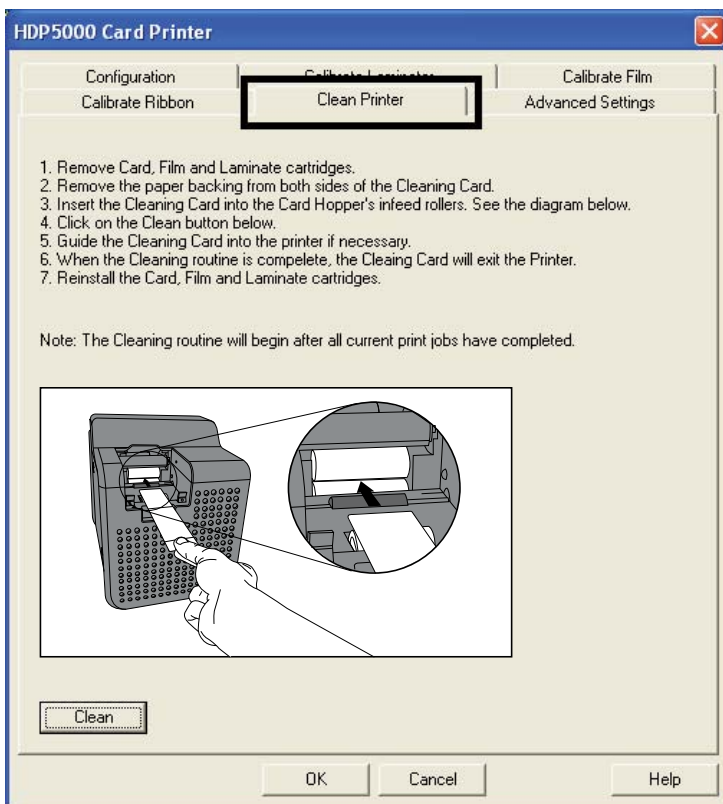 HDP5000 Card Printer
Configuration
Calibrate Laminator
Calibrate Film
Calibrate Ribbon
Clean Printer
Advanced Settings
1. Remove Card, Film and Laminate cartridges.
2. Remove the paper backing from both sides of the Cleaning Card.
3. Insert the Cleaning Card into the Card Hopper's infeed rollers. See the diagram below.
4. Click on the Clean button below.
5. Guide the Cleaning Card into the printer if necessary.
6. When the Cleaning routine is compelete, the Cleaing Card will exit the Printer.
7. Reinstall the Card, Film and Laminate cartridges.
Note: The Cleaning routine will begin after all current print jobs have completed.
Clean
OK
Cancel
Help